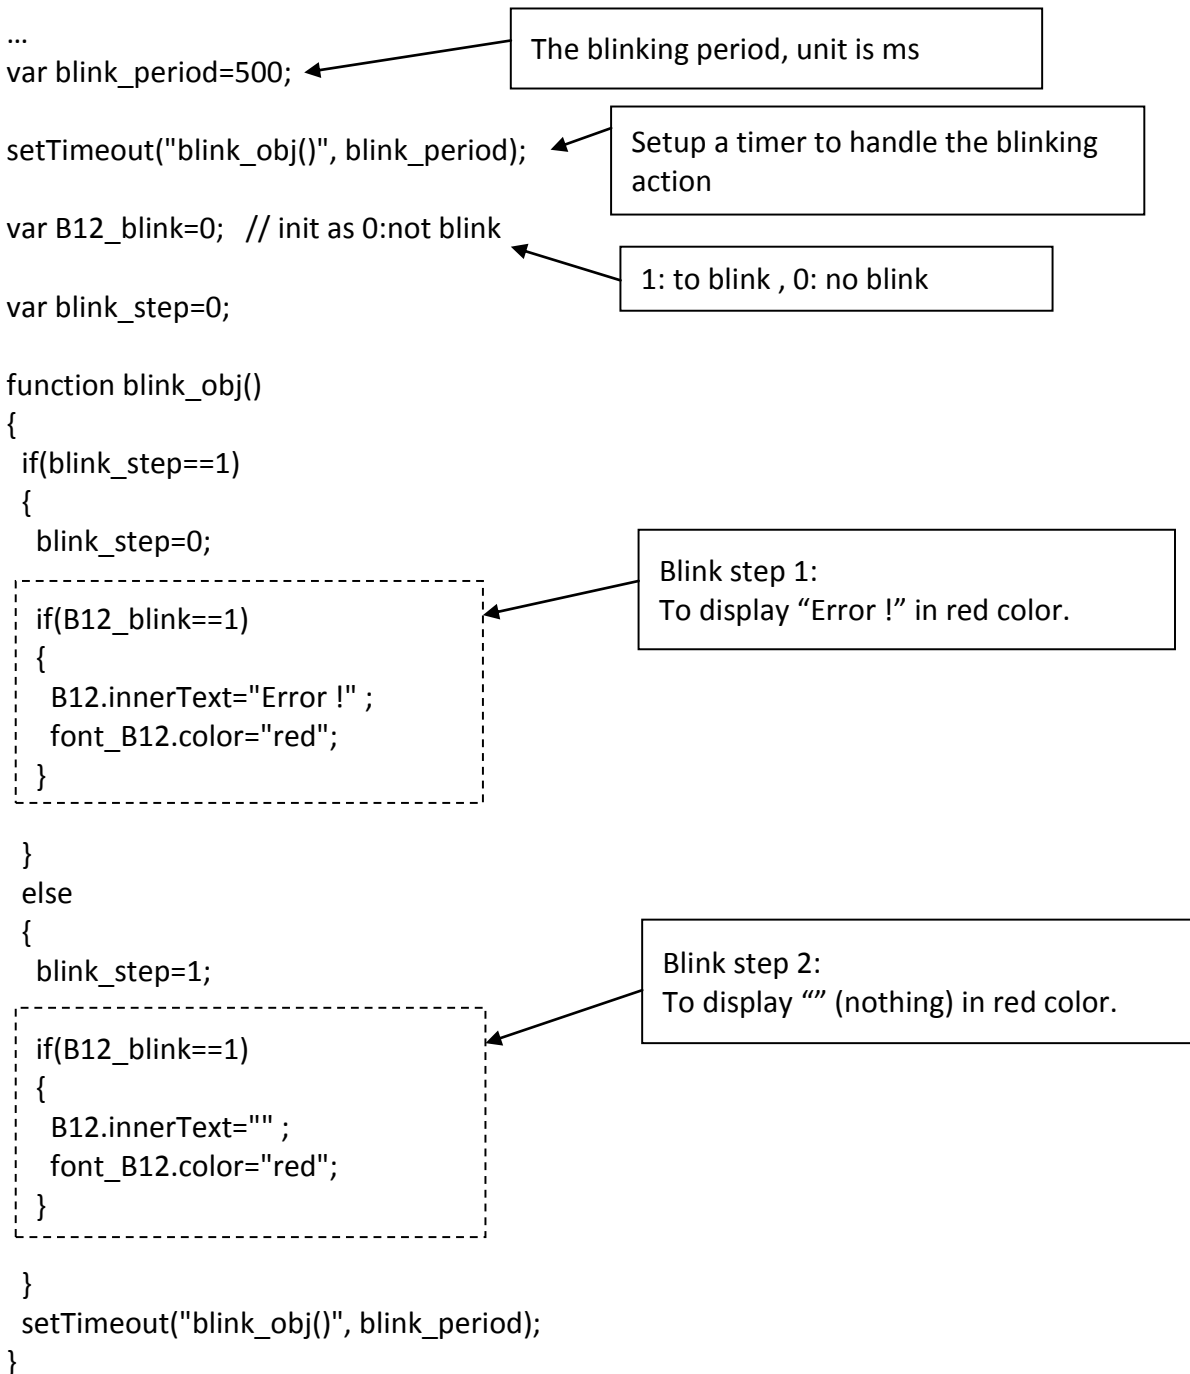 ...
var blink_period=500;
The blinking period, unit is ms
setTimeout("blink_obj()", blink_period);
Setup a timer to handle the blinking
action
var B12_blink=0;   // init as 0:not blink
1: to blink , 0: no blink
var blink_step=0;
function blink_obj()
{
if(blink_step==1)
{
blink_step=0;
Blink step 1:
To display “Error !” in red color.
if(B12_blink==1)
{
B12.innerText="Error !" ;
font_B12.color="red";
}
}
else
{
blink_step=1;
Blink step 2:
To display “” (nothing) in red color.
if(B12_blink==1)
{
B12.innerText="" ;
font_B12.color="red";
}
}
setTimeout("blink_obj()", blink_period);
}